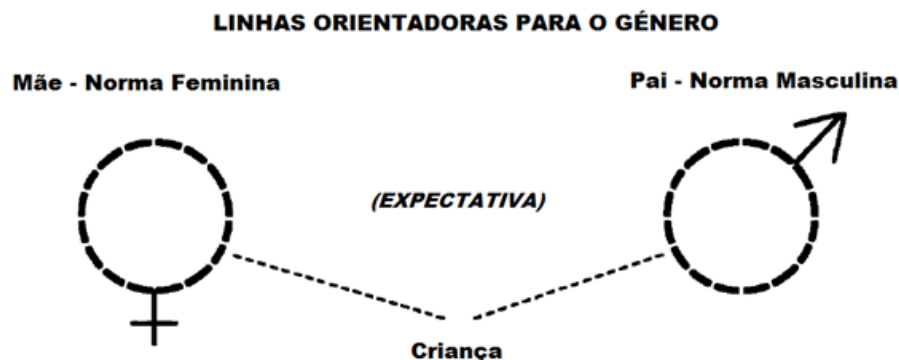 LINHAS ORIENTADORAS PARA O GÉNERO
Mãe - Norma Feminina
Pai - Norma Masculina
(EXPECTATIVA)
Criança